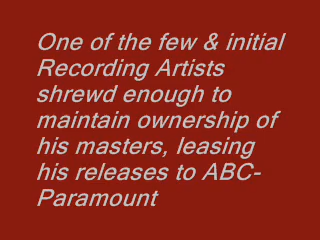 One of the few & initial
Recording Artists
shrewd enough to
maintain ownership of
his masters, leasing
his releases to ABC-
Paramount